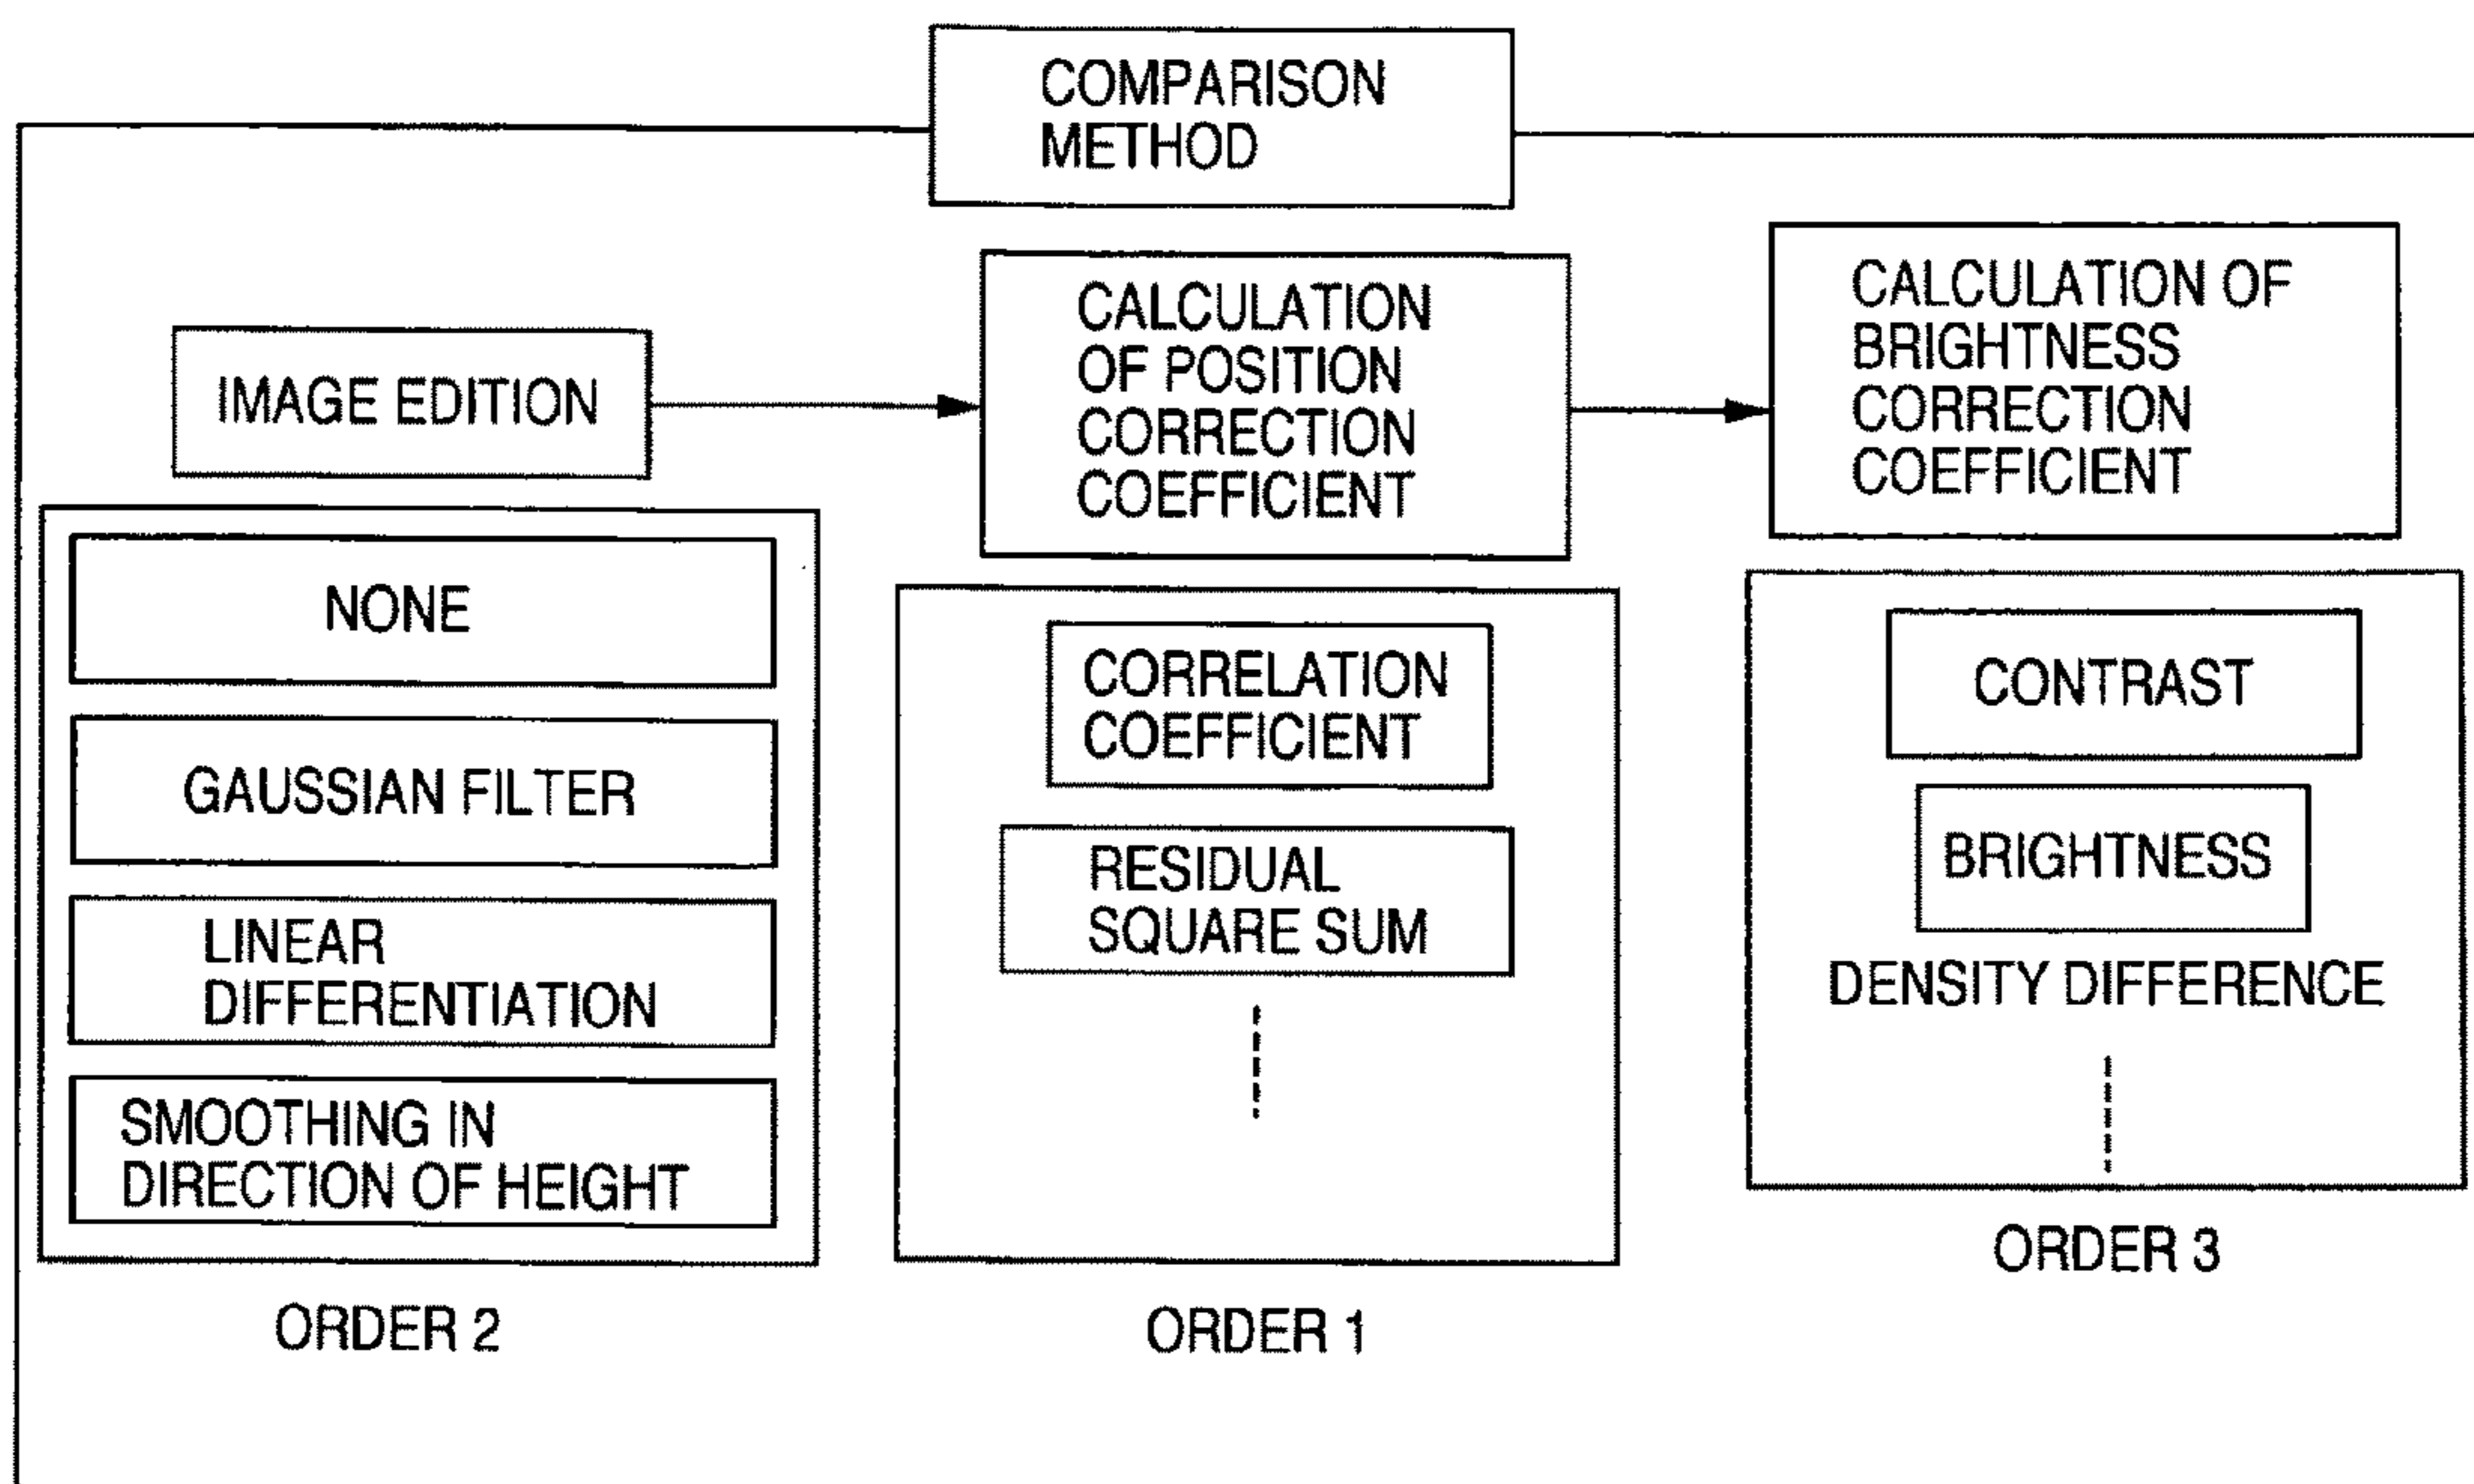 COMPARISON
METHOD
IMAGE EDITION
CALCULATION
OF POSITION
CORRECTION
COEFFICIENT
CALCULATION OF
BRIGHTNESS
CORRECTION
COEFFICIENT
NONE
GAUSSIAN FILTER
LINEAR
DIFFERENTIATION
SMOOTHING IN
DIRECTION OF HEIGHT
ORDER 2
CORRELATION
COEFFICIENT
RESIDUAL
SQUARE SUM
ORDER 1
CONTRAST
BRIGHTNESS
DENSITY DIFFERENCE
ORDER 3